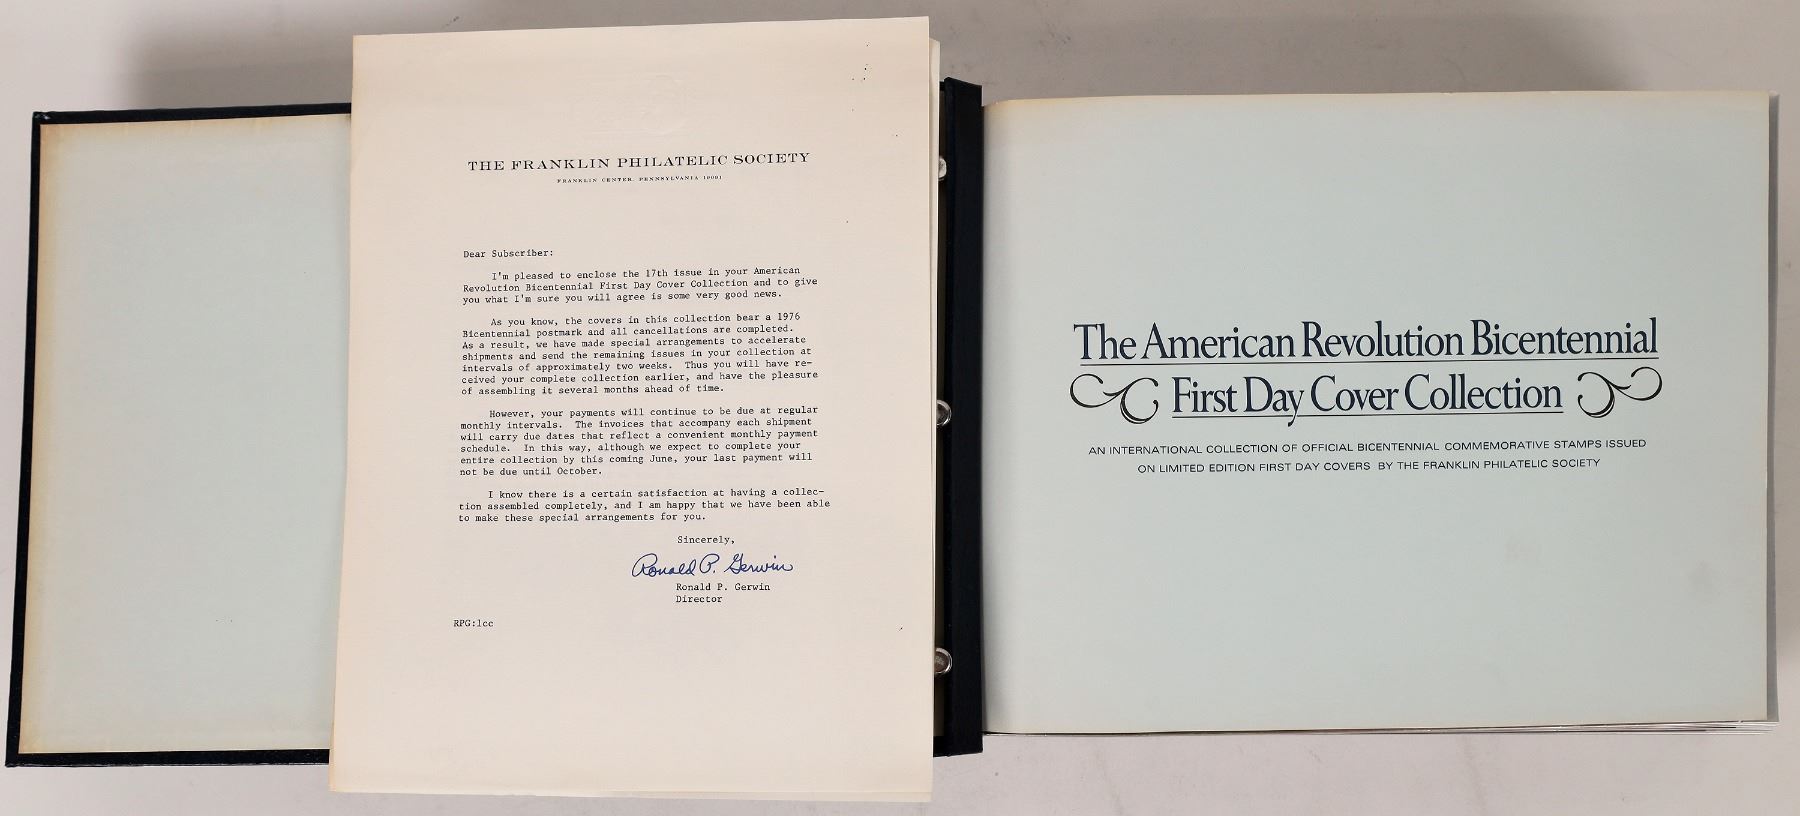 THE FRANKLIN PHILATELIC SOCIETY
FRANKLIN CENTER, PENNSYLVANIA 19091
Dear Subscriber:
I'm pleased to enclose the 17th issue in your American
Revolution Bicentennial First Day Cover Collection and to give
you what I'm sure you will agree is some very good news.
As you know, the covers in this collection bear a 1976
Bicentennial postmark and all cancellations are completed.
As a result, we have made special arrangements to accelerate
shipments and send the remaining issues in your collection at
intervals of approximately two weeks. Thus you will have re-
ceived your complete collection earlier, and have the pleasure
of assembling it several months ahead of time.
However, your payments will continue to be due at regular
monthly intervals. The invoices that accompany each shipment
will carry due dates that reflect a convenient monthly payment
schedule. In this way, although we expect to complete your
entire collection by this coming June, your last payment will
not be due until October.
I know there is a certain satisfaction at having a collec-
tion assembled completely, and I am happy that we have been able
to make these special arrangements for you.
Sincerely,
Ronald P. Gerwin
Ronald P. Gerwin
Director
RPG:lcc
The American Revolution Bicentennial
First Day Cover Collection
AN INTERNATIONAL COLLECTION OF OFFICIAL BICENTENNIAL COMMEMORATIVE STAMPS ISSUED
ON LIMITED EDITION FIRST DAY COVERS BY THE FRANKLIN PHILATELIC SOCIETY